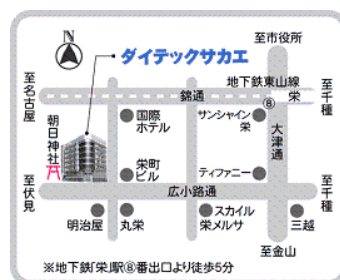 N
ダイテックサカエ
至市役所
至名古屋
地下鉄東山線
錦通
栄
至千種
⑧
朝日神社
国際
ホテル
サンシャイン
栄
大津通
栄町
ビル
ティファニー
至伏見
広小路通
至千種
明治屋
丸栄
スカイル
栄メルサ
三越
至金山
※地下鉄「栄」駅⑧番出口より徒歩5分